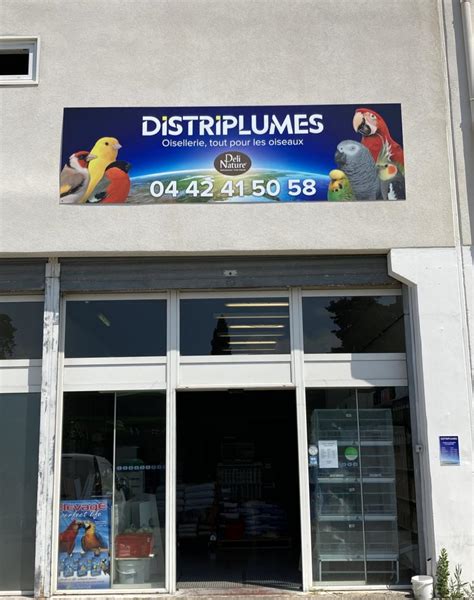 DISTRIPLUMES
Oisellerie, tout pour les oiseaux
Deli
Nature
04 42 41 50 58